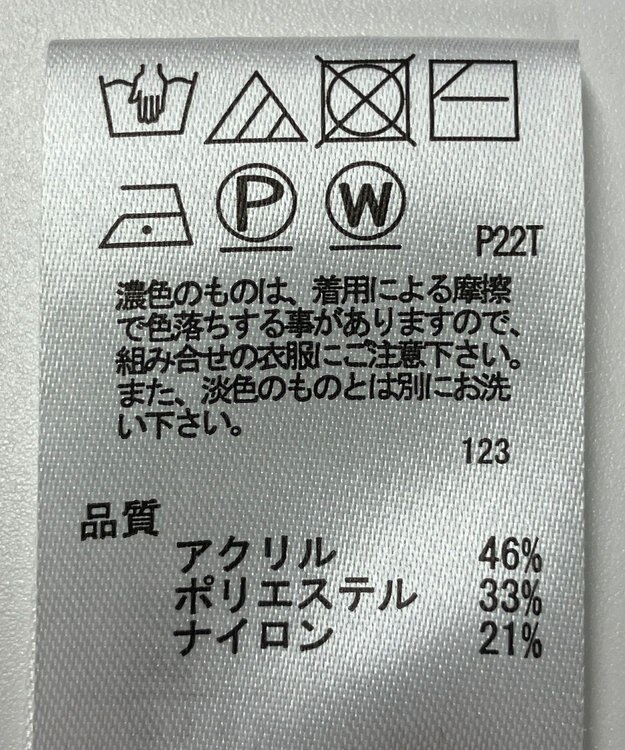 P
W
P22T
濃色のものは、着用による摩擦
で色落ちする事がありますので、
組み合せの衣服にご注意下さい。
また、淡色のものとは別にお洗
い下さい。
123
品質
アクリル 46%
ポリエステル 33%
ナイロン 21%